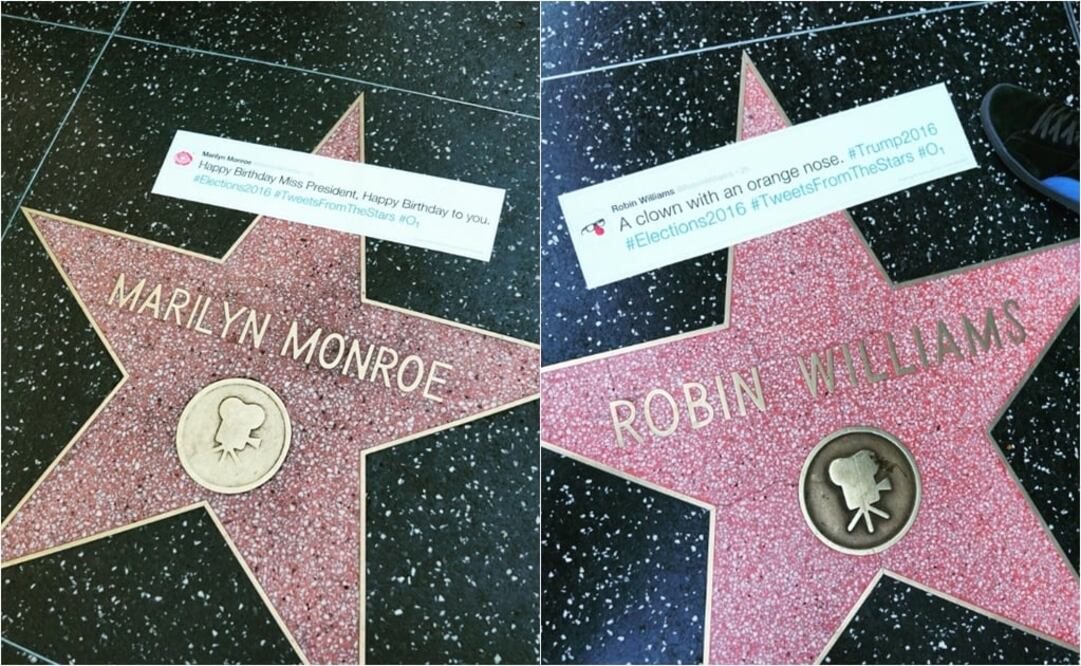 Marilyn Monroe
Happy Birthday Miss President, Happy Birthday to you.
#Elections2016 #TweetsFromTheStars #O₁
MARILYN MONROE
Robin Williams
A clown with an orange nose. #Trump2016
#Elections2016 #TweetsFromTheStars #O₁
ROBIN WILLIAMS